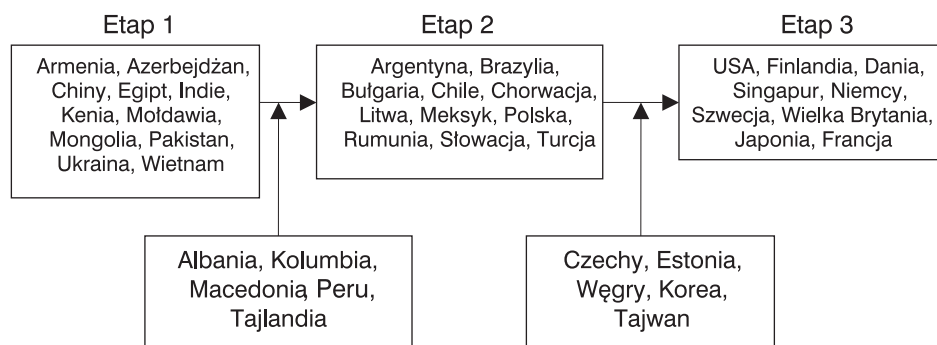 Etap 1
Armenia, Azerbejdżan,
Chiny, Egipt, Indie,
Kenia, Mołdawia,
Mongolia, Pakistan,
Ukraina, Wietnam
Etap 2
Argentyna, Brazylia,
Bułgaria, Chile, Chorwacja,
Litwa, Meksyk, Polska,
Rumunia, Słowacja, Turcja
Etap 3
USA, Finlandia, Dania,
Singapur, Niemcy,
Szwecja, Wielka Brytania,
Japonia, Francja
Albania, Kolumbia,
Macedonia, Peru,
Tajlandia
Czechy, Estonia,
Węgry, Korea,
Tajwan